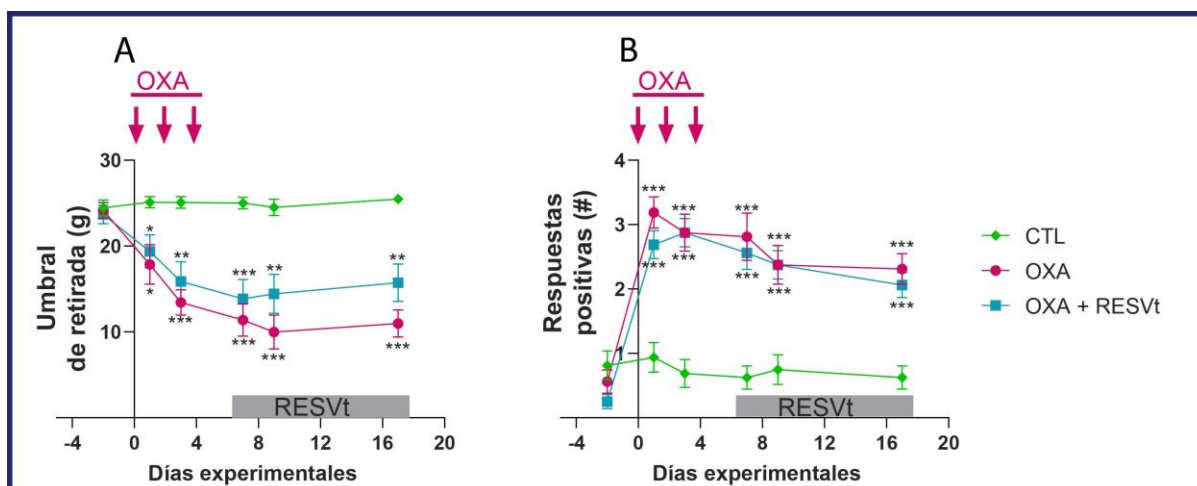 A
OXA
30
20
10
Umbral
de retirada (g)
*
*
**
***
***
***
**
***
**
***
RESVt
-4 0 4 8 12 16 20
Días experimentales
B
OXA
4
3
2
1
Respuestas
positivas (#)
***
***
***
***
***
***
***
***
***
***
RESVt
-4 0 4 8 12 16 20
Días experimentales
CTL
OXA
OXA + RESVt